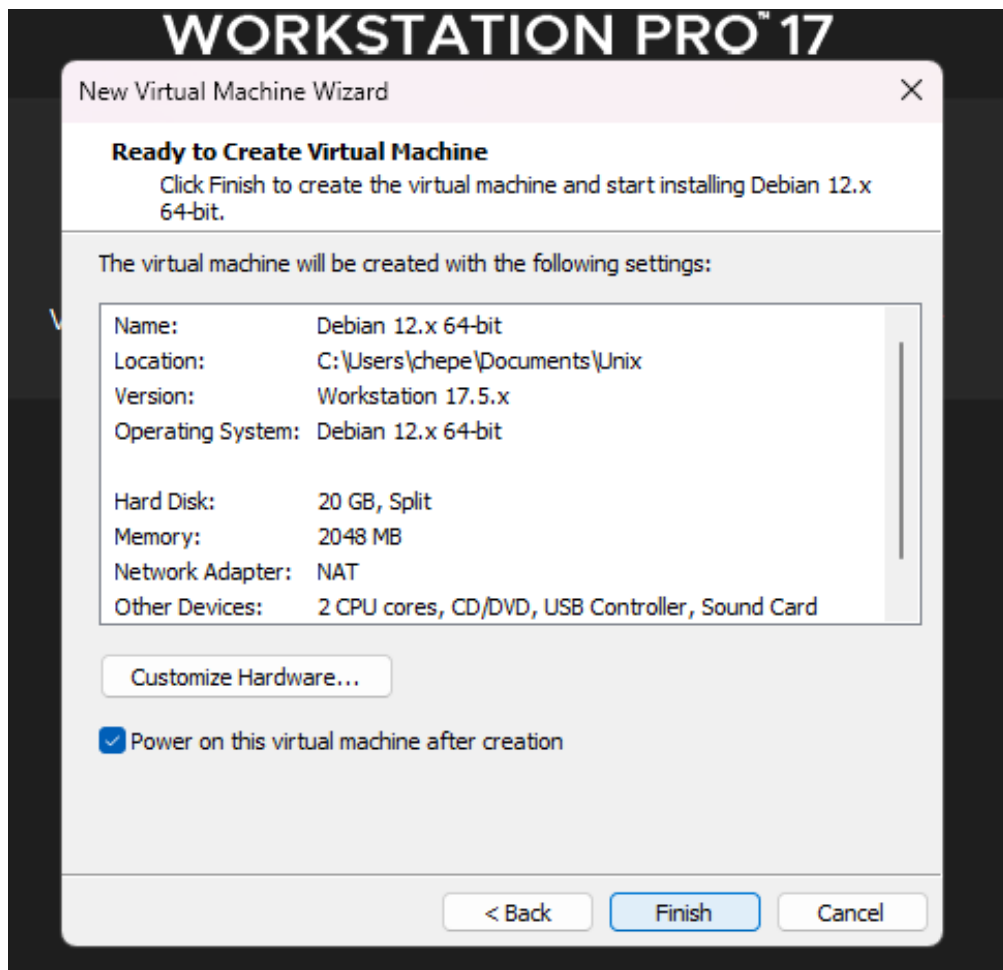 WORKSTATION PRO™ 17
New Virtual Machine Wizard
Ready to Create Virtual Machine
Click Finish to create the virtual machine and start installing Debian 12.x
64-bit.
The virtual machine will be created with the following settings:
Name: Debian 12.x 64-bit
Location: C:\Users\chepe\Documents\Unix
Version: Workstation 17.5.x
Operating System: Debian 12.x 64-bit
Hard Disk: 20 GB, Split
Memory: 2048 MB
Network Adapter: NAT
Other Devices: 2 CPU cores, CD/DVD, USB Controller, Sound Card
Customize Hardware...
Power on this virtual machine after creation
< Back Finish Cancel